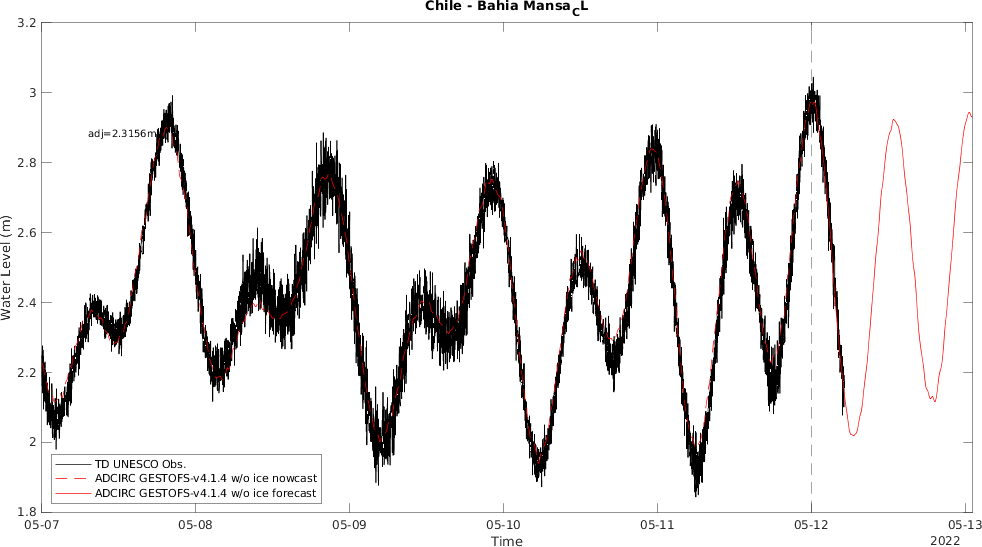 Chile - Bahia Mansa_CL
3.2
3
2.8
2.6
2.4
2.2
2
1.8
Water Level (m)
adj=2.3156m
TD UNESCO Obs.
ADCIRC GESTOFS-v4.1.4 w/o ice nowcast
ADCIRC GESTOFS-v4.1.4 w/o ice forecast
05-07 05-08 05-09 05-10 05-11 05-12 05-13
Time
2022